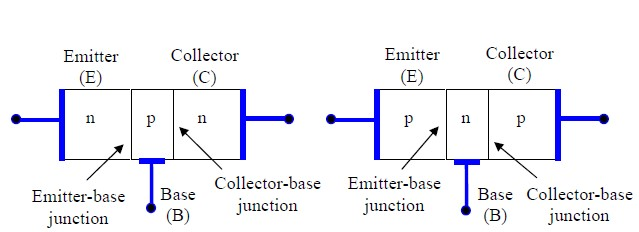 Emitter
(E)
Collector
(C)
n
p
n
Emitter-base
junction
Base
(B)
Collector-base
junction
Emitter
(E)
Collector
(C)
p
n
p
Emitter-base
junction
Base
(B)
Collector-base
junction